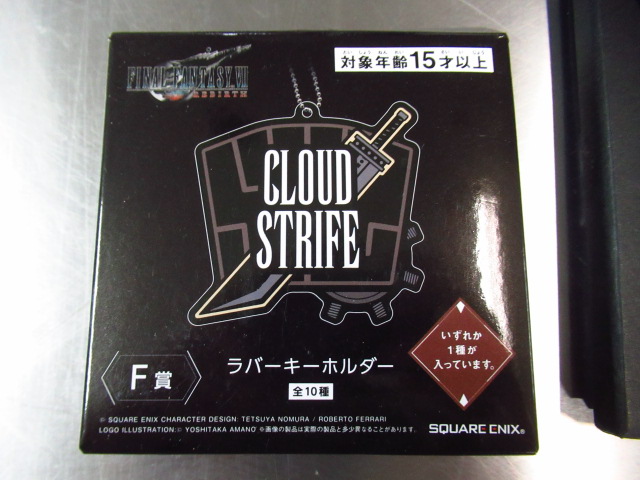 FINAL FANTASY VII
REBIRTH
対象年齢15才以上
CLOUD
STRIFE
いずれか
1種が
入っています。
F賞
ラバーキーホルダー
全10種
© SQUARE ENIX CHARACTER DESIGN: TETSUYA NOMURA / ROBERTO FERRARI
LOGO ILLUSTRATION:© YOSHITAKA AMANO ※画像の製品は実際の製品と多少異なることがあります。
SQUARE ENIX®